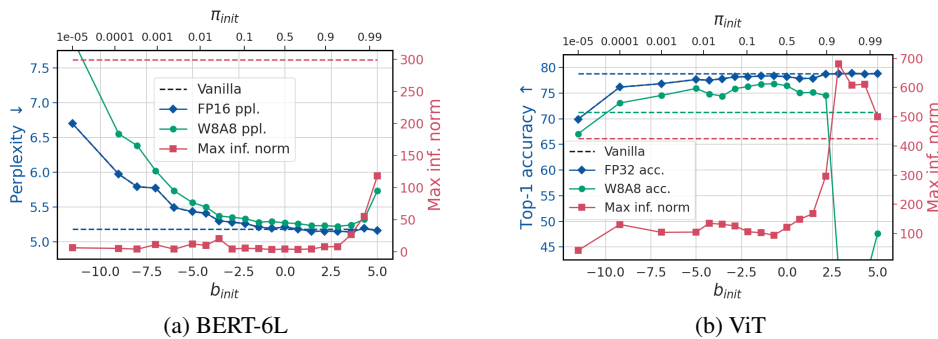 π_init
1e-05 0.0001 0.001 0.01 0.1 0.5 0.9 0.99
Perplexity ↓
7.5
7.0
6.5
6.0
5.5
5.0
Vanilla
FP16 ppl.
W8A8 ppl.
Max inf. norm
300
250
200
150
100
50
0
Max inf. norm
−10.0 −7.5 −5.0 −2.5 0.0 2.5 5.0
b_init
(a) BERT-6L
π_init
1e-05 0.0001 0.001 0.01 0.1 0.5 0.9 0.99
Top-1 accuracy ↑
80
75
70
65
60
55
50
45
Vanilla
FP32 acc.
W8A8 acc.
Max inf. norm
700
600
500
400
300
200
100
Max inf. norm
−10.0 −7.5 −5.0 −2.5 0.0 2.5 5.0
b_init
(b) ViT